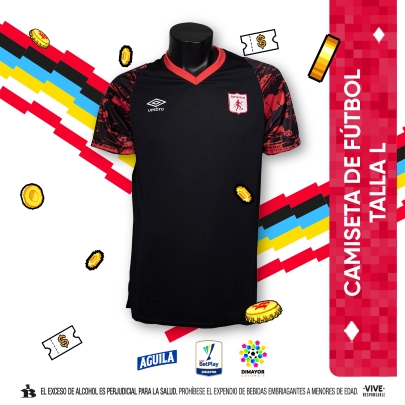 umbro
CAMISETA DE FÚTBOL
TALLA L
AGUILA
BetPlay
DIMAYOR
DIMAYOR
B EL EXCESO DE ALCOHOL ES PERJUDICIAL PARA LA SALUD. PROHÍBESE EL EXPENDIO DE BEBIDAS EMBRIAGANTES A MENORES DE EDAD.
·VIVE·
RESPONSABLE